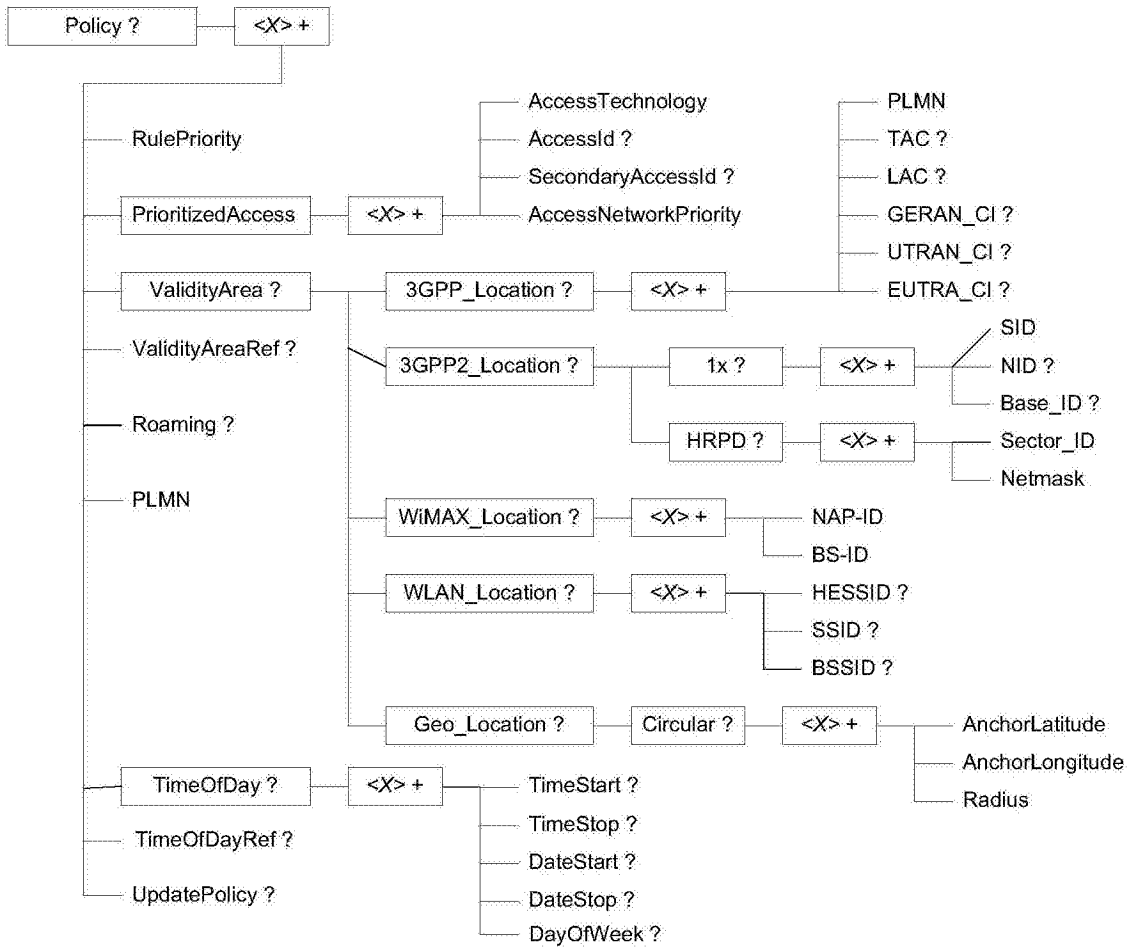 Policy ? <X> +
AccessTechnology PLMN
RulePriority AccessId ? TAC ?
SecondaryAccessId ? LAC ?
PrioritizedAccess <X> + AccessNetworkPriority GERAN_CI ?
UTRAN_CI ?
ValidityArea ? 3GPP_Location ? <X> + EUTRA_CI ?
SID
ValidityAreaRef ?
3GPP2_Location ? 1x ? <X> + NID ?
Base_ID ?
Roaming ?
HRPD ? <X> + Sector_ID
Netmask
PLMN
WiMAX_Location ? <X> + NAP-ID
BS-ID
WLAN_Location ? <X> + HESSID ?
SSID ?
BSSID ?
Geo_Location ? Circular ? <X> + AnchorLatitude
AnchorLongitude
TimeOfDay ? <X> + TimeStart ?
Radius
TimeStop ?
TimeOfDayRef ?
DateStart ?
UpdatePolicy ?
DateStop ?
DayOfWeek ?